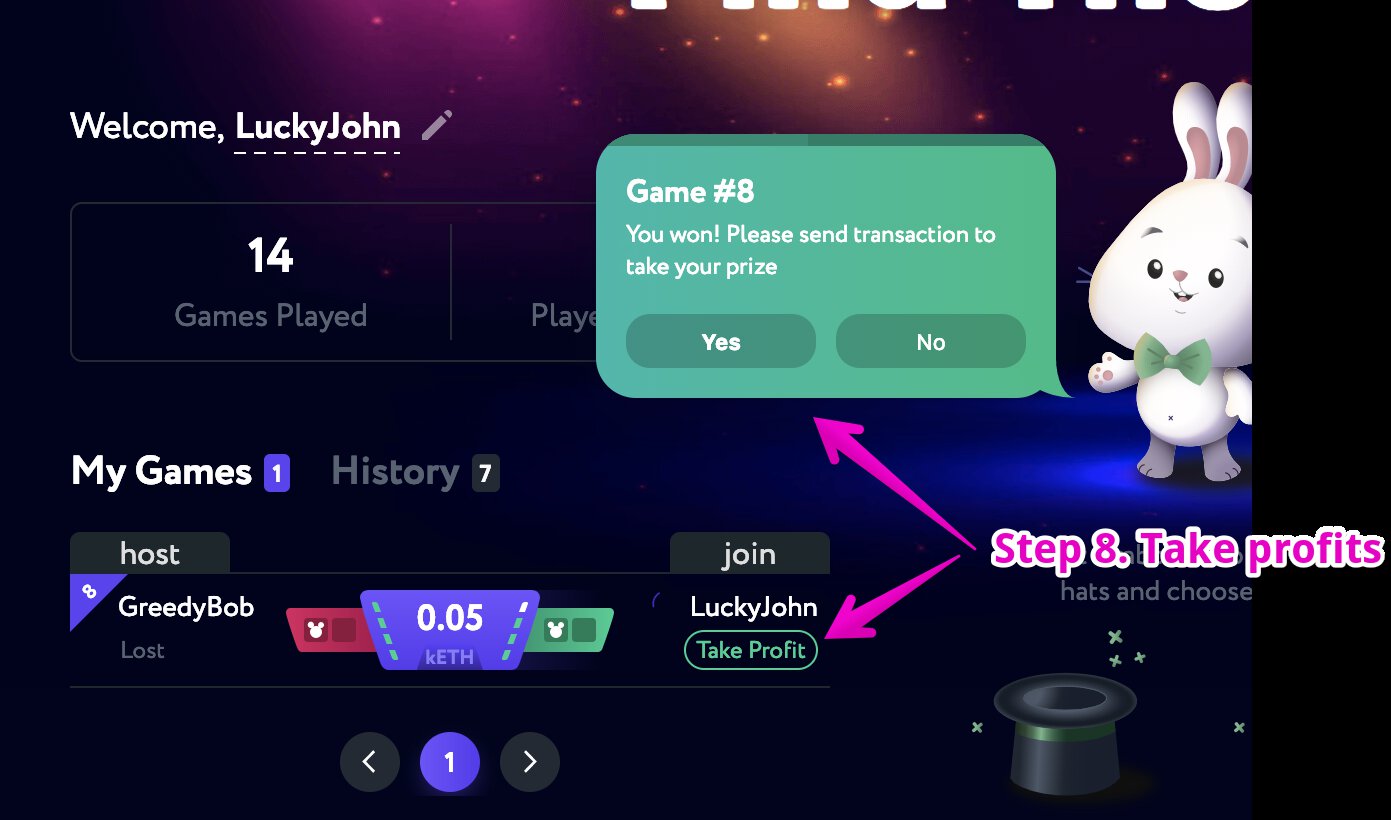 Welcome, LuckyJohn
Game #8
You won! Please send transaction to
take your prize
Yes
No
14
Games Played
My Games 1
History 7
host
join
8
GreedyBob
Lost
0.05
kETH
LuckyJohn
Take Profit
Step 8. Take profits
hats and choose
1